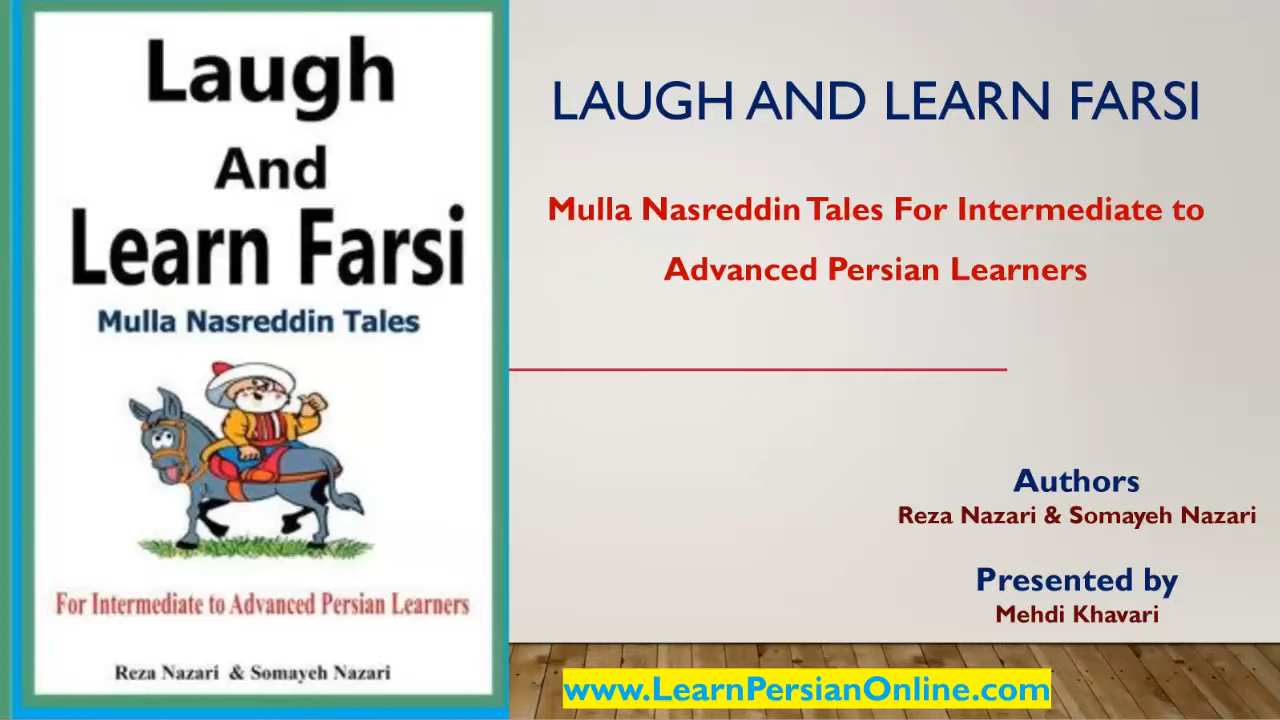 Laugh
And
Learn Farsi
Mulla Nasreddin Tales
For Intermediate to Advanced Persian Learners
Reza Nazari & Somayeh Nazari
LAUGH AND LEARN FARSI
Mulla Nasreddin Tales For Intermediate to
Advanced Persian Learners
Authors
Reza Nazari & Somayeh Nazari
Presented by
Mehdi Khavari
www.LearnPersianOnline.com